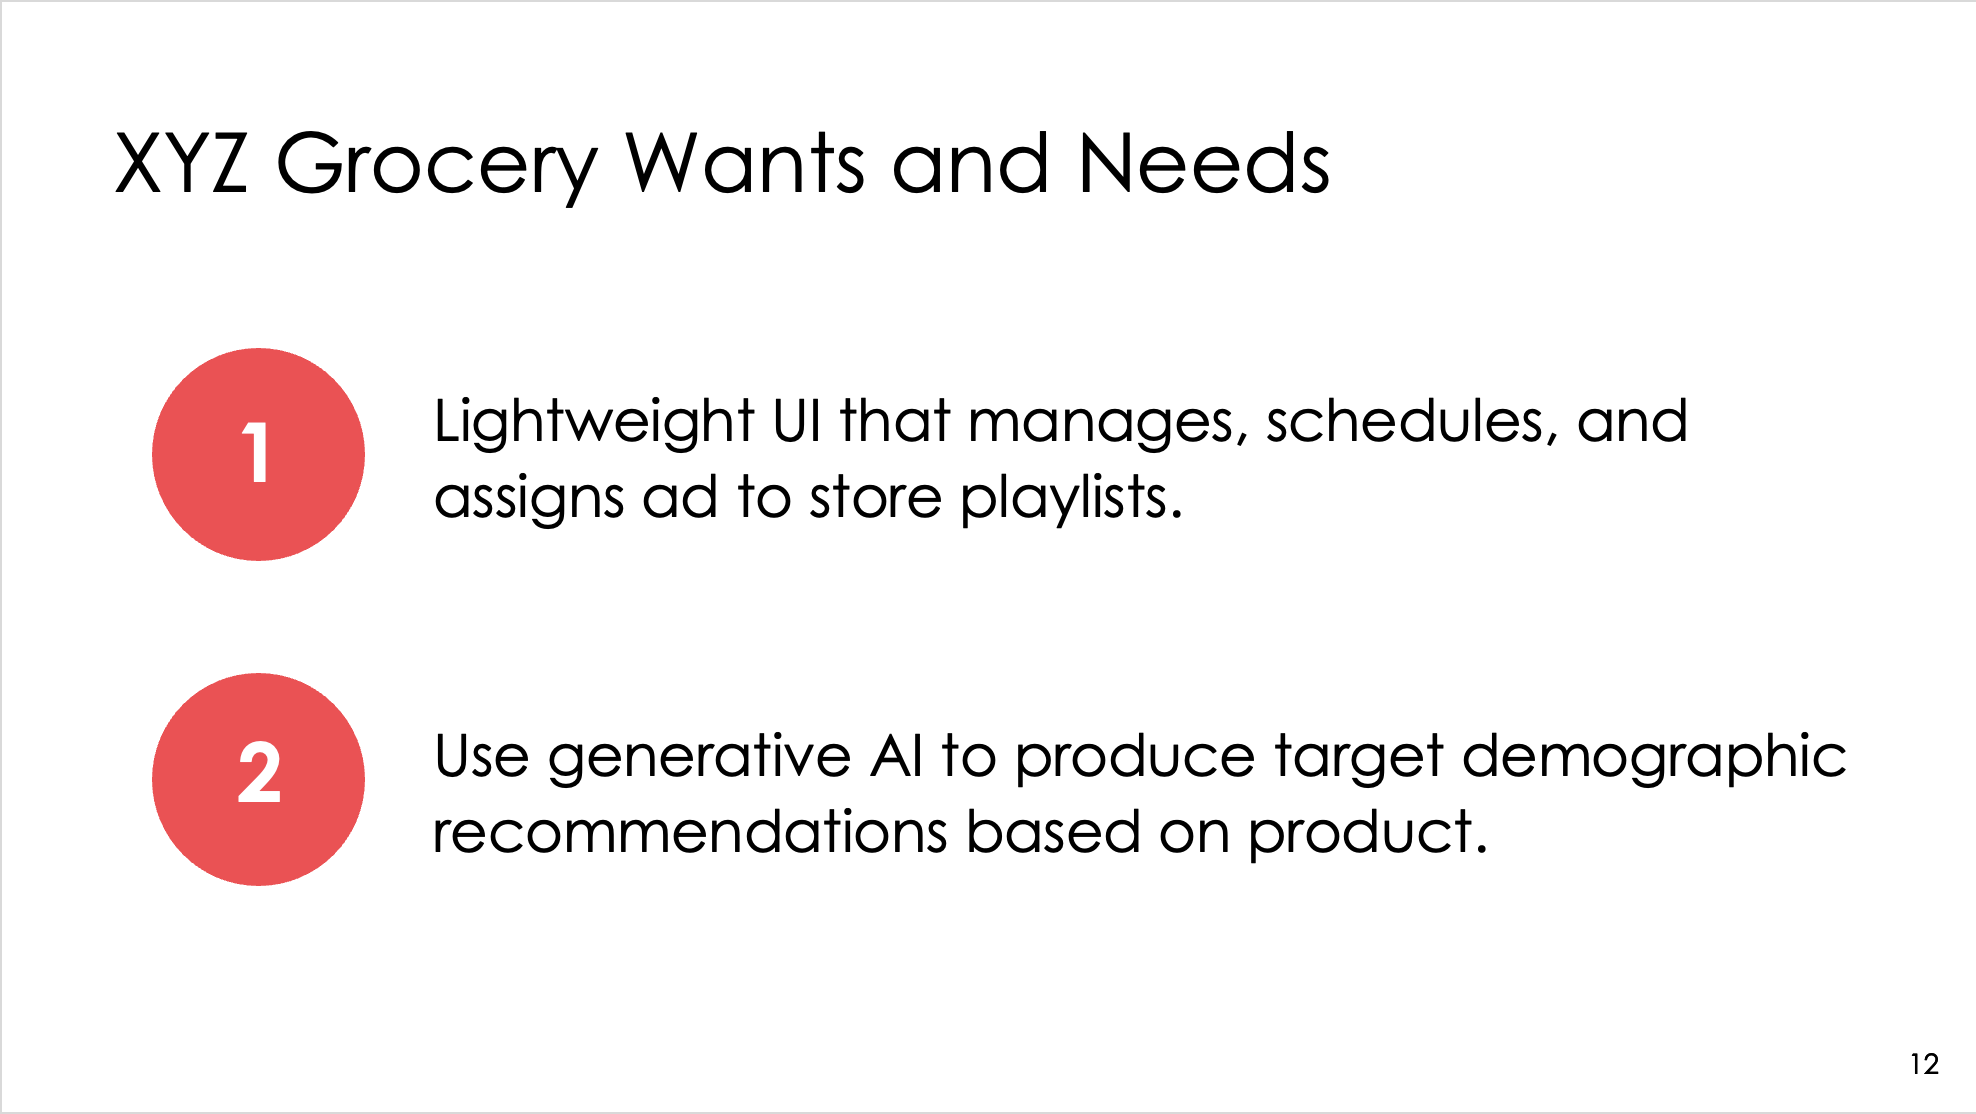 XYZ Grocery Wants and Needs
1
Lightweight UI that manages, schedules, and
assigns ad to store playlists.
2
Use generative AI to produce target demographic
recommendations based on product.
12